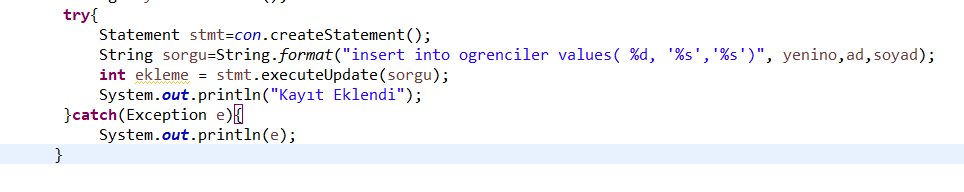 try{
Statement stmt=con.createStatement();
String sorgu=String.format("insert into ogrenciler values( %d, '%s','%s')", yenino,ad,soyad);
int ekleme = stmt.executeUpdate(sorgu);
System.out.println("Kayıt Eklendi");
}catch(Exception e){
System.out.println(e);
}